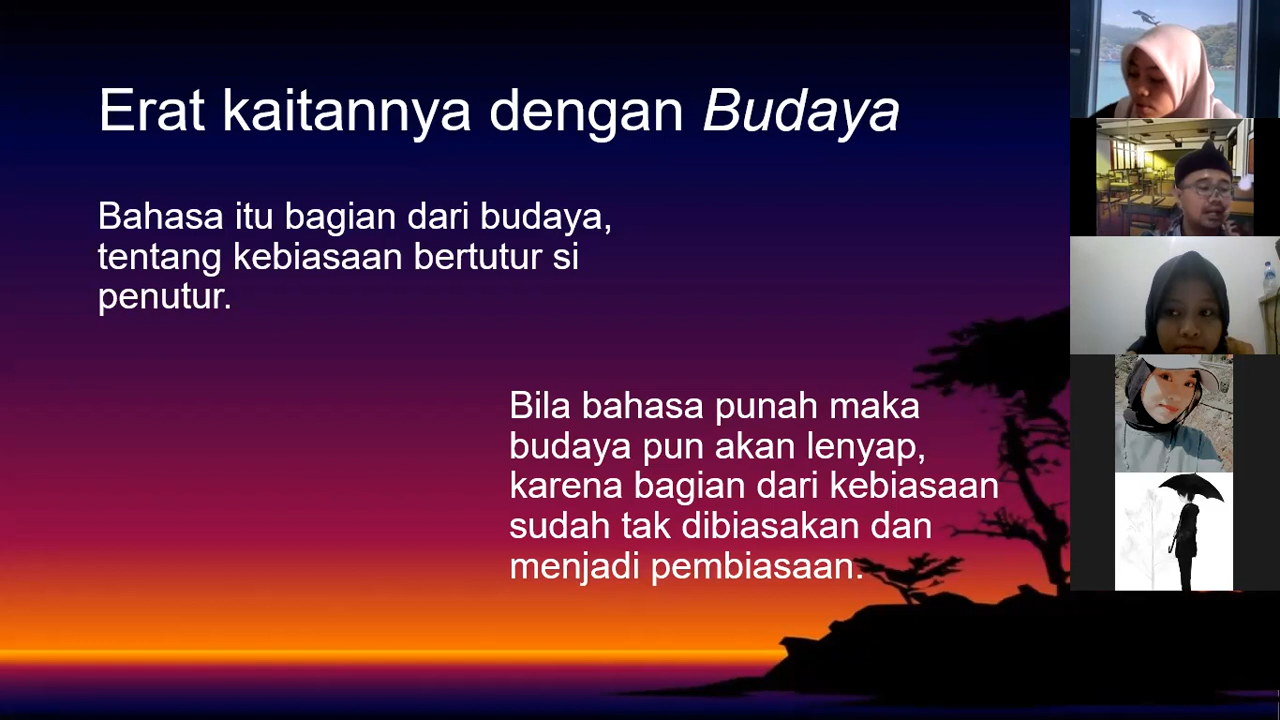 Erat kaitannya dengan Budaya
Bahasa itu bagian dari budaya,
tentang kebiasaan bertutur si
penutur.
Bila bahasa punah maka
budaya pun akan lenyap,
karena bagian dari kebiasaan
sudah tak dibiasakan dan
menjadi pembiasaan.